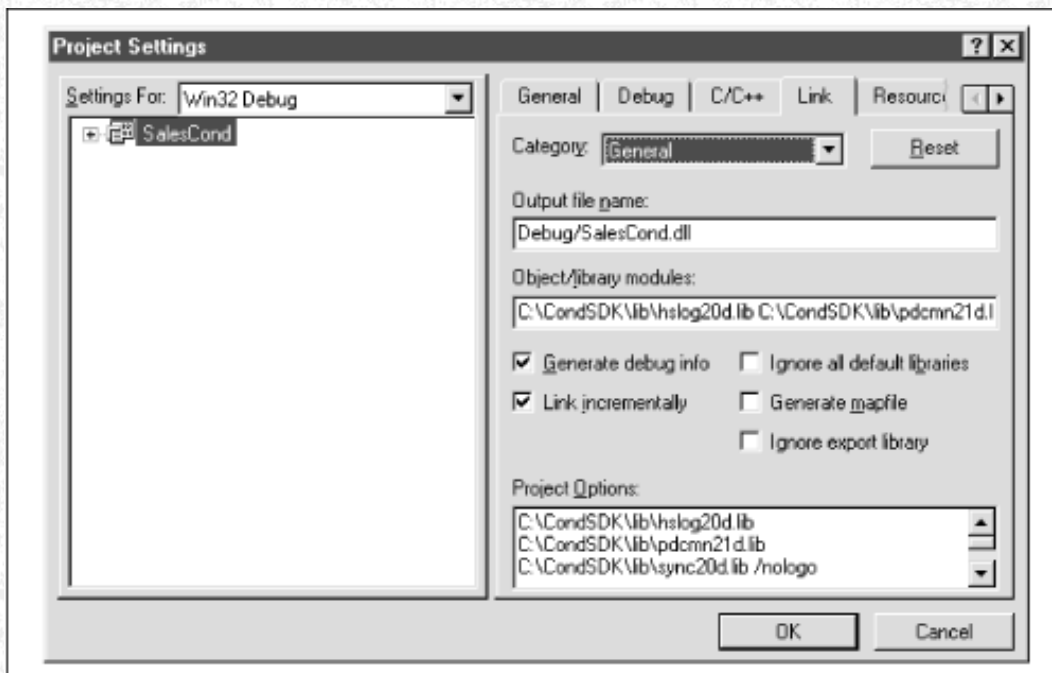 Project Settings
Settings For: Win32 Debug
SalesCond
General Debug C/C++ Link
Category: General Reset
Output file name:
Debug/SalesCond.dll
Object/library modules:
C:\CondSDK\lib\hslog20d.lib C:\CondSDK\lib\pdcmn21d.l
Generate debug info Ignore all default libraries
Link incrementally Generate mapfile
Ignore export library
Project Options:
C:\CondSDK\lib\hslog20d.lib
C:\CondSDK\lib\pdcmn21d.lib
C:\CondSDK\lib\sync20d.lib /nologo
OK Cancel